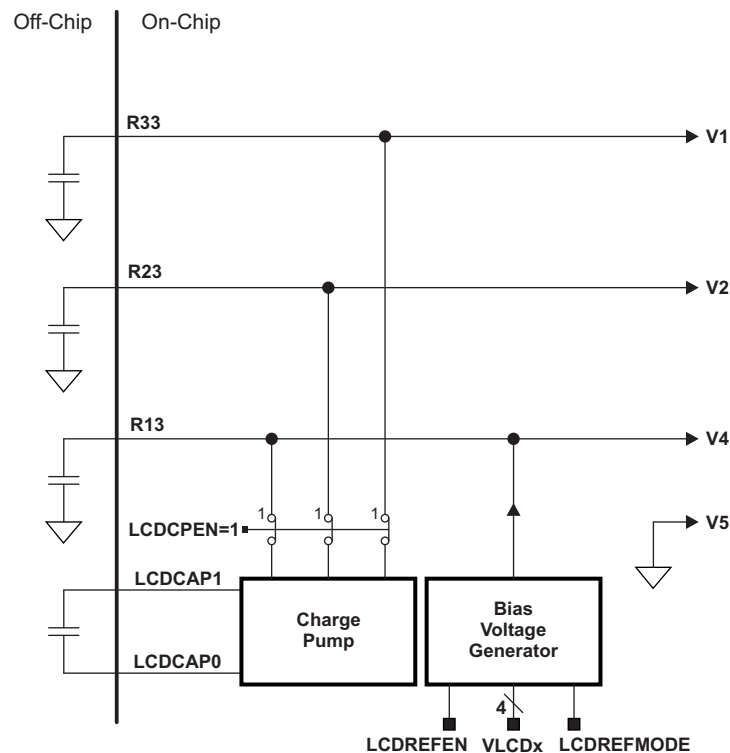 Off-Chip On-Chip
R33
V1
R23
V2
R13
V4
1 1 1
LCDCPEN=1
V5
LCDCAP1
Charge
Pump
Bias
Voltage
Generator
LCDCAP0
4
LCDREFEN VLCDx LCDREFMODE